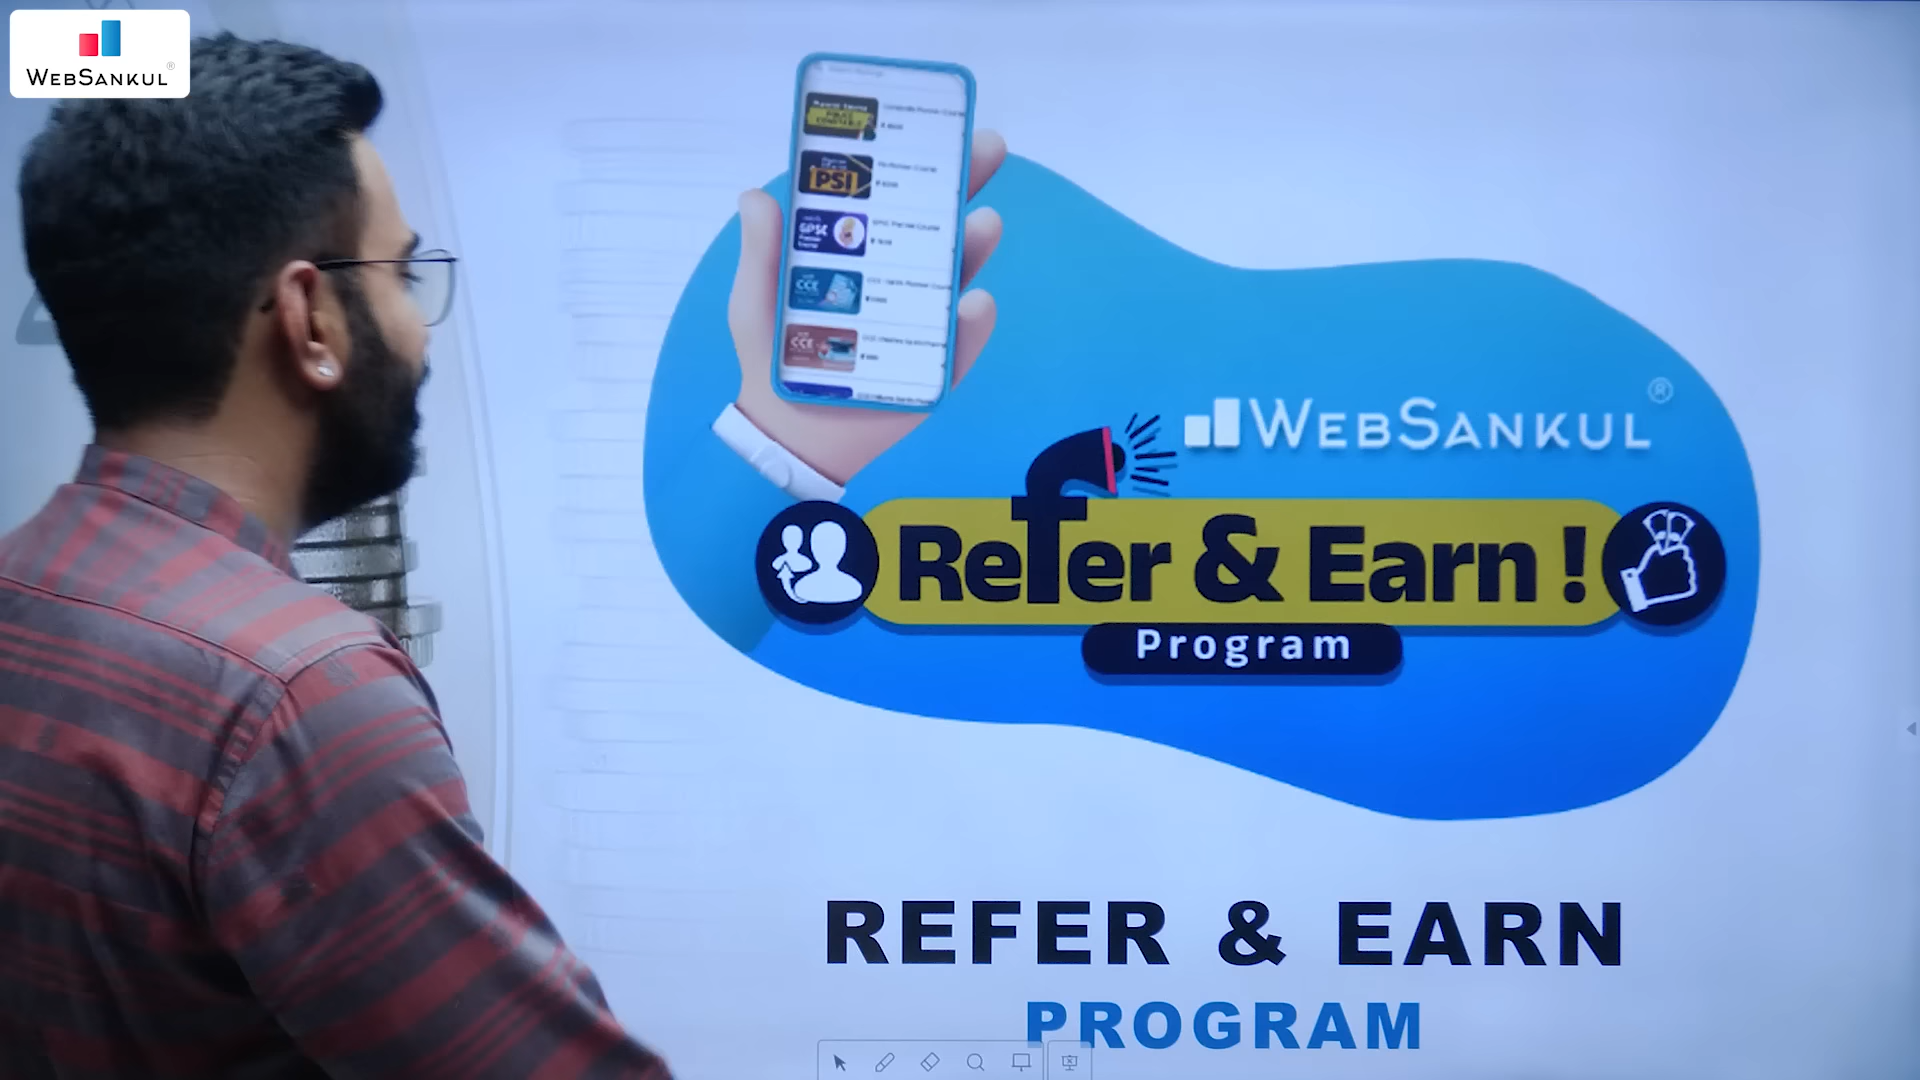 WEBSANKUL®
PSI
GPSC
CCE
CCE
WEBSANKUL®
Refer & Earn !
Program
REFER & EARN
PROGRAM